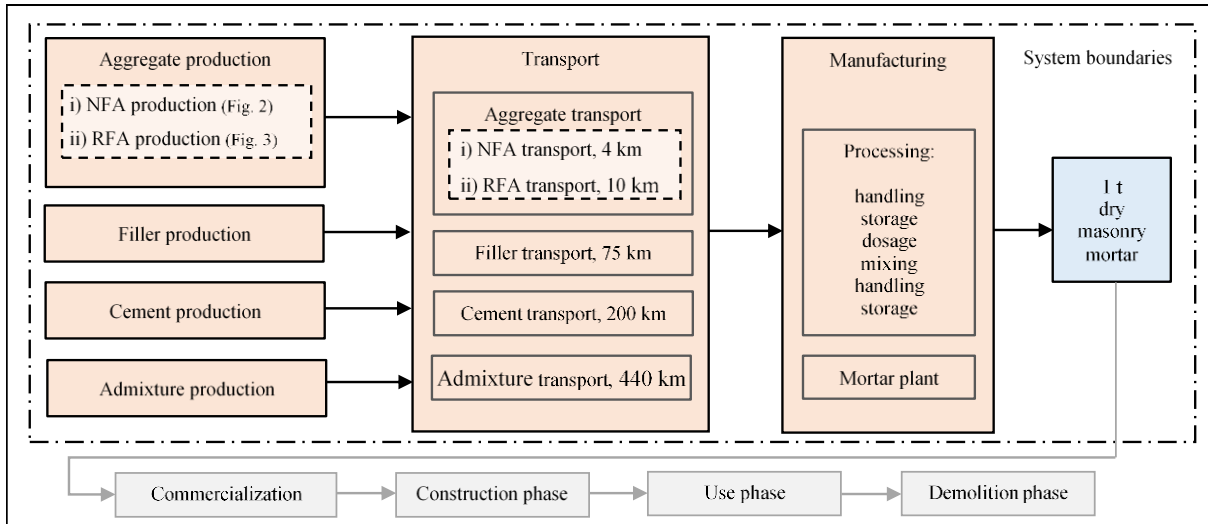 Aggregate production
i) NFA production (Fig. 2)
ii) RFA production (Fig. 3)
Filler production
Cement production
Admixture production
Transport
Aggregate transport
i) NFA transport, 4 km
ii) RFA transport, 10 km
Filler transport, 75 km
Cement transport, 200 km
Admixture transport, 440 km
Manufacturing
Processing:
handling
storage
dosage
mixing
handling
storage
Mortar plant
System boundaries
1 t
dry
masonry
mortar
Commercialization
Construction phase
Use phase
Demolition phase